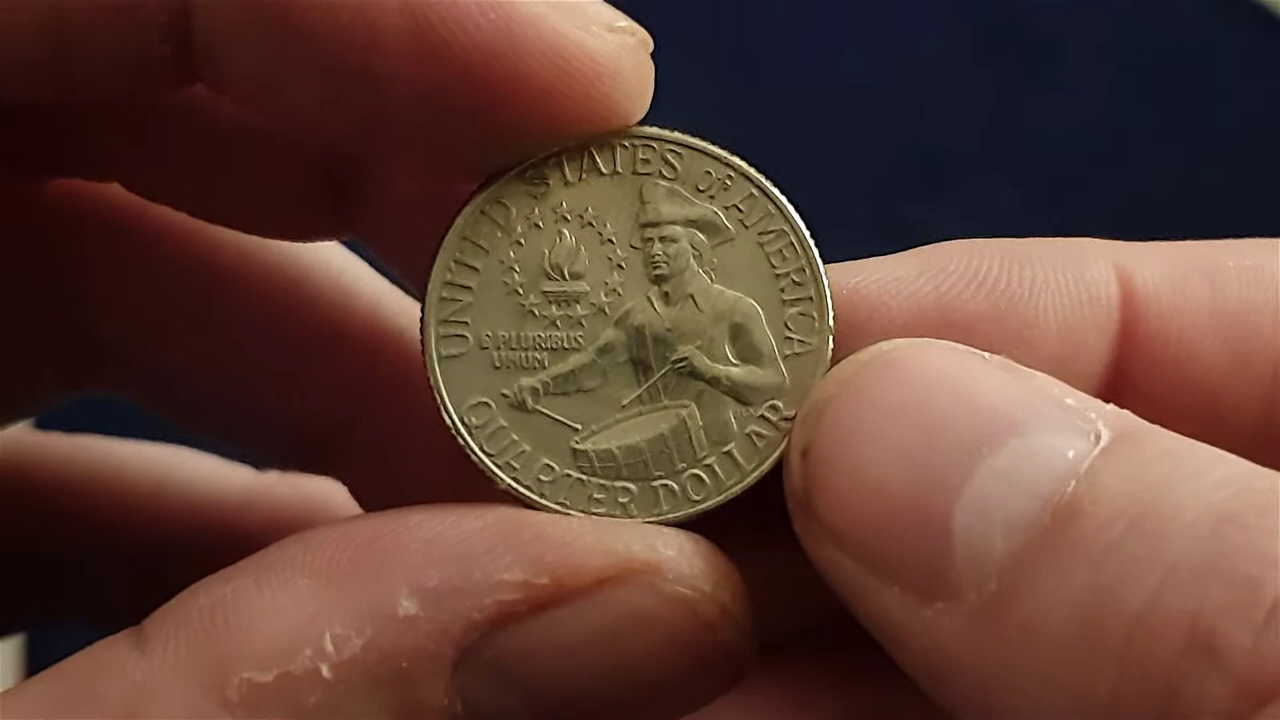 UNITED STATES of AMERICA
E PLURIBUS
UNUM
QUARTER DOLLAR